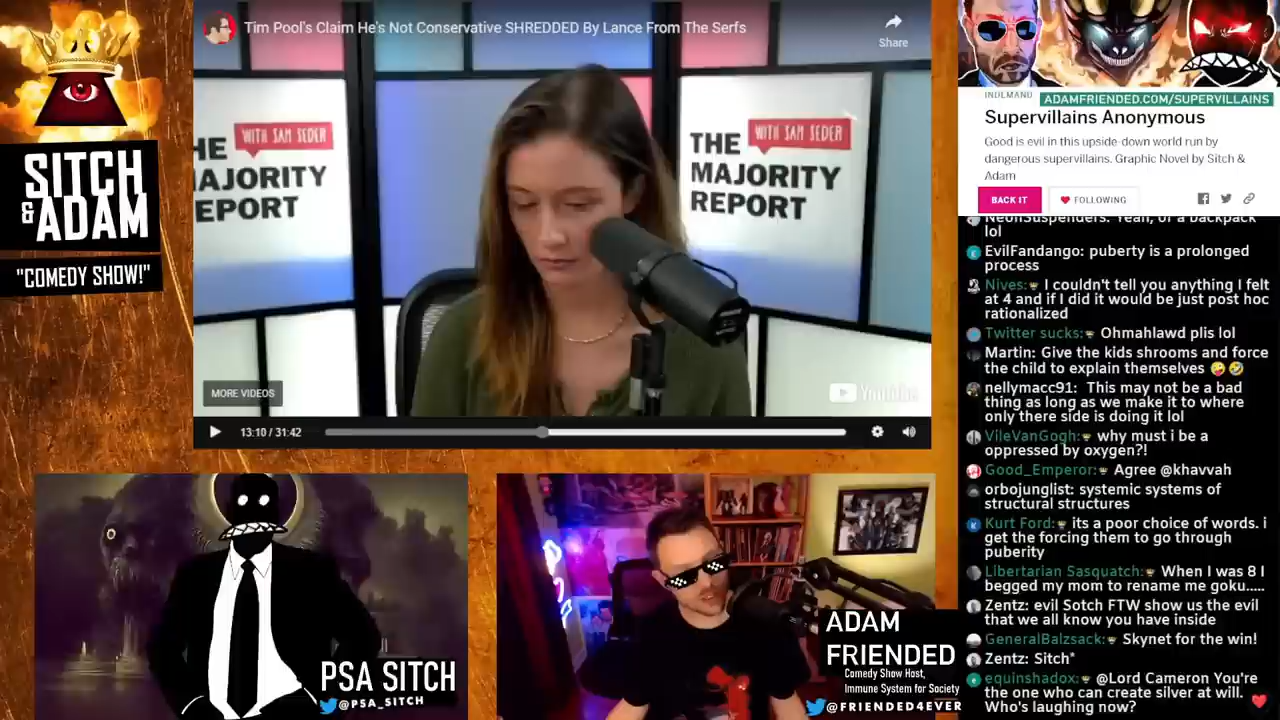 SITCH
& ADAM
"COMEDY SHOW!"
Tim Pool's Claim He's Not Conservative SHREDDED By Lance From The Serfs
Share
WITH SAM SEDER
HE
AJORITY
EPORT
WITH SAM SEDER
THE
MAJORITY
REPORT
MORE VIDEOS
YouTube
13:10 / 31:42
PSA SITCH
@PSA_SITCH
ADAM
FRIENDED
Comedy Show Host,
Immune System for Society
@FRIENDED4EVER
INDEMAND
ADAMFRIENDED.COM/SUPERVILLAINS
Supervillains Anonymous
Good is evil in this upside-down world run by
dangerous supervillains. Graphic Novel by Sitch &
Adam
BACK IT
FOLLOWING
NeonSuspenders: Yeah, or a backpack
lol
EvilFandango: puberty is a prolonged
process
Nives: I couldn't tell you anything I felt
at 4 and if I did it would be just post hoc
rationalized
Twitter sucks: Ohmahlawd plis lol
Martin: Give the kids shrooms and force
the child to explain themselves 🤪🤣
nellymacc91: This may not be a bad
thing as long as we make it to where
only there side is doing it lol
VileVanGogh: why must i be a
oppressed by oxygen?!
Good_Emperor: Agree @khavvah
orbojunglist: systemic systems of
structural structures
Kurt Ford: its a poor choice of words. i
get the forcing them to go through
puberity
Libertarian Sasquatch: When I was 8 I
begged my mom to rename me goku.....
Zentz: evil Sotch FTW show us the evil
that we all know you have inside
GeneralBalzsack: Skynet for the win!
Zentz: Sitch*
equinshadox: @Lord Cameron You're
the one who can create silver at will.
Who's laughing now?